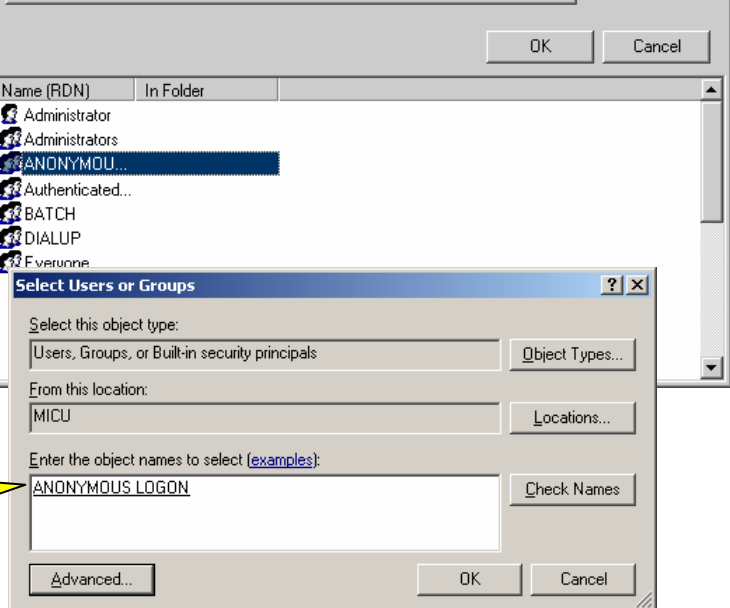 OK Cancel
Name (RDN) In Folder
Administrator
Administrators
ANONYMOU...
Authenticated...
BATCH
DIALUP
Everyone
Select Users or Groups
Select this object type:
Users, Groups, or Built-in security principals Object Types...
From this location:
MICU Locations...
Enter the object names to select (examples):
ANONYMOUS LOGON Check Names
Advanced... OK Cancel